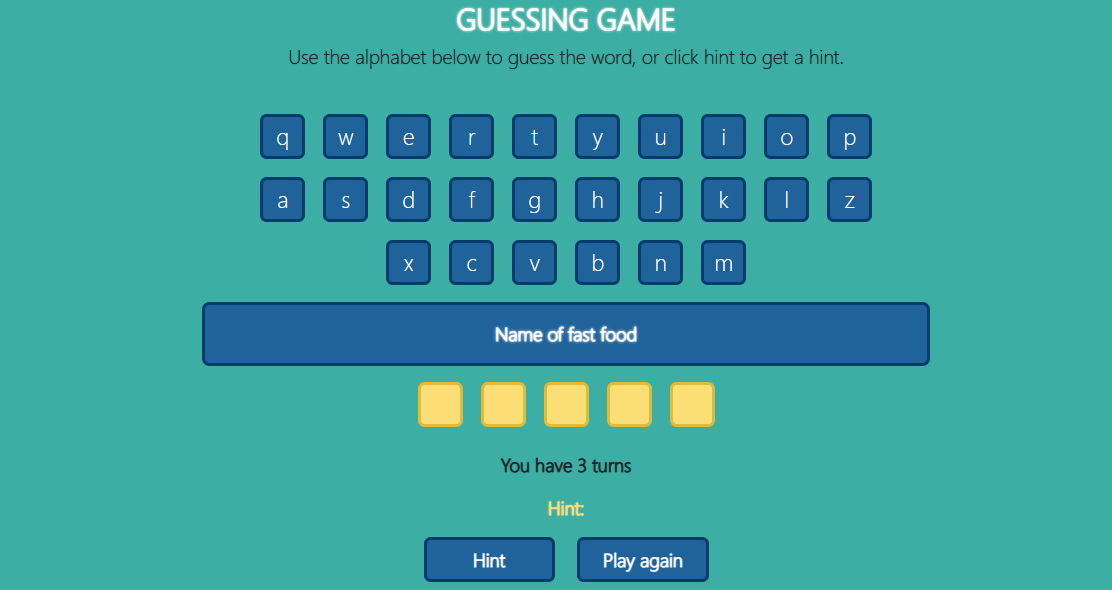 GUESSING GAME
Use the alphabet below to guess the word, or click hint to get a hint.
q w e r t y u i o p
a s d f g h j k l z
x c v b n m
Name of fast food
You have 3 turns
Hint:
Hint Play again